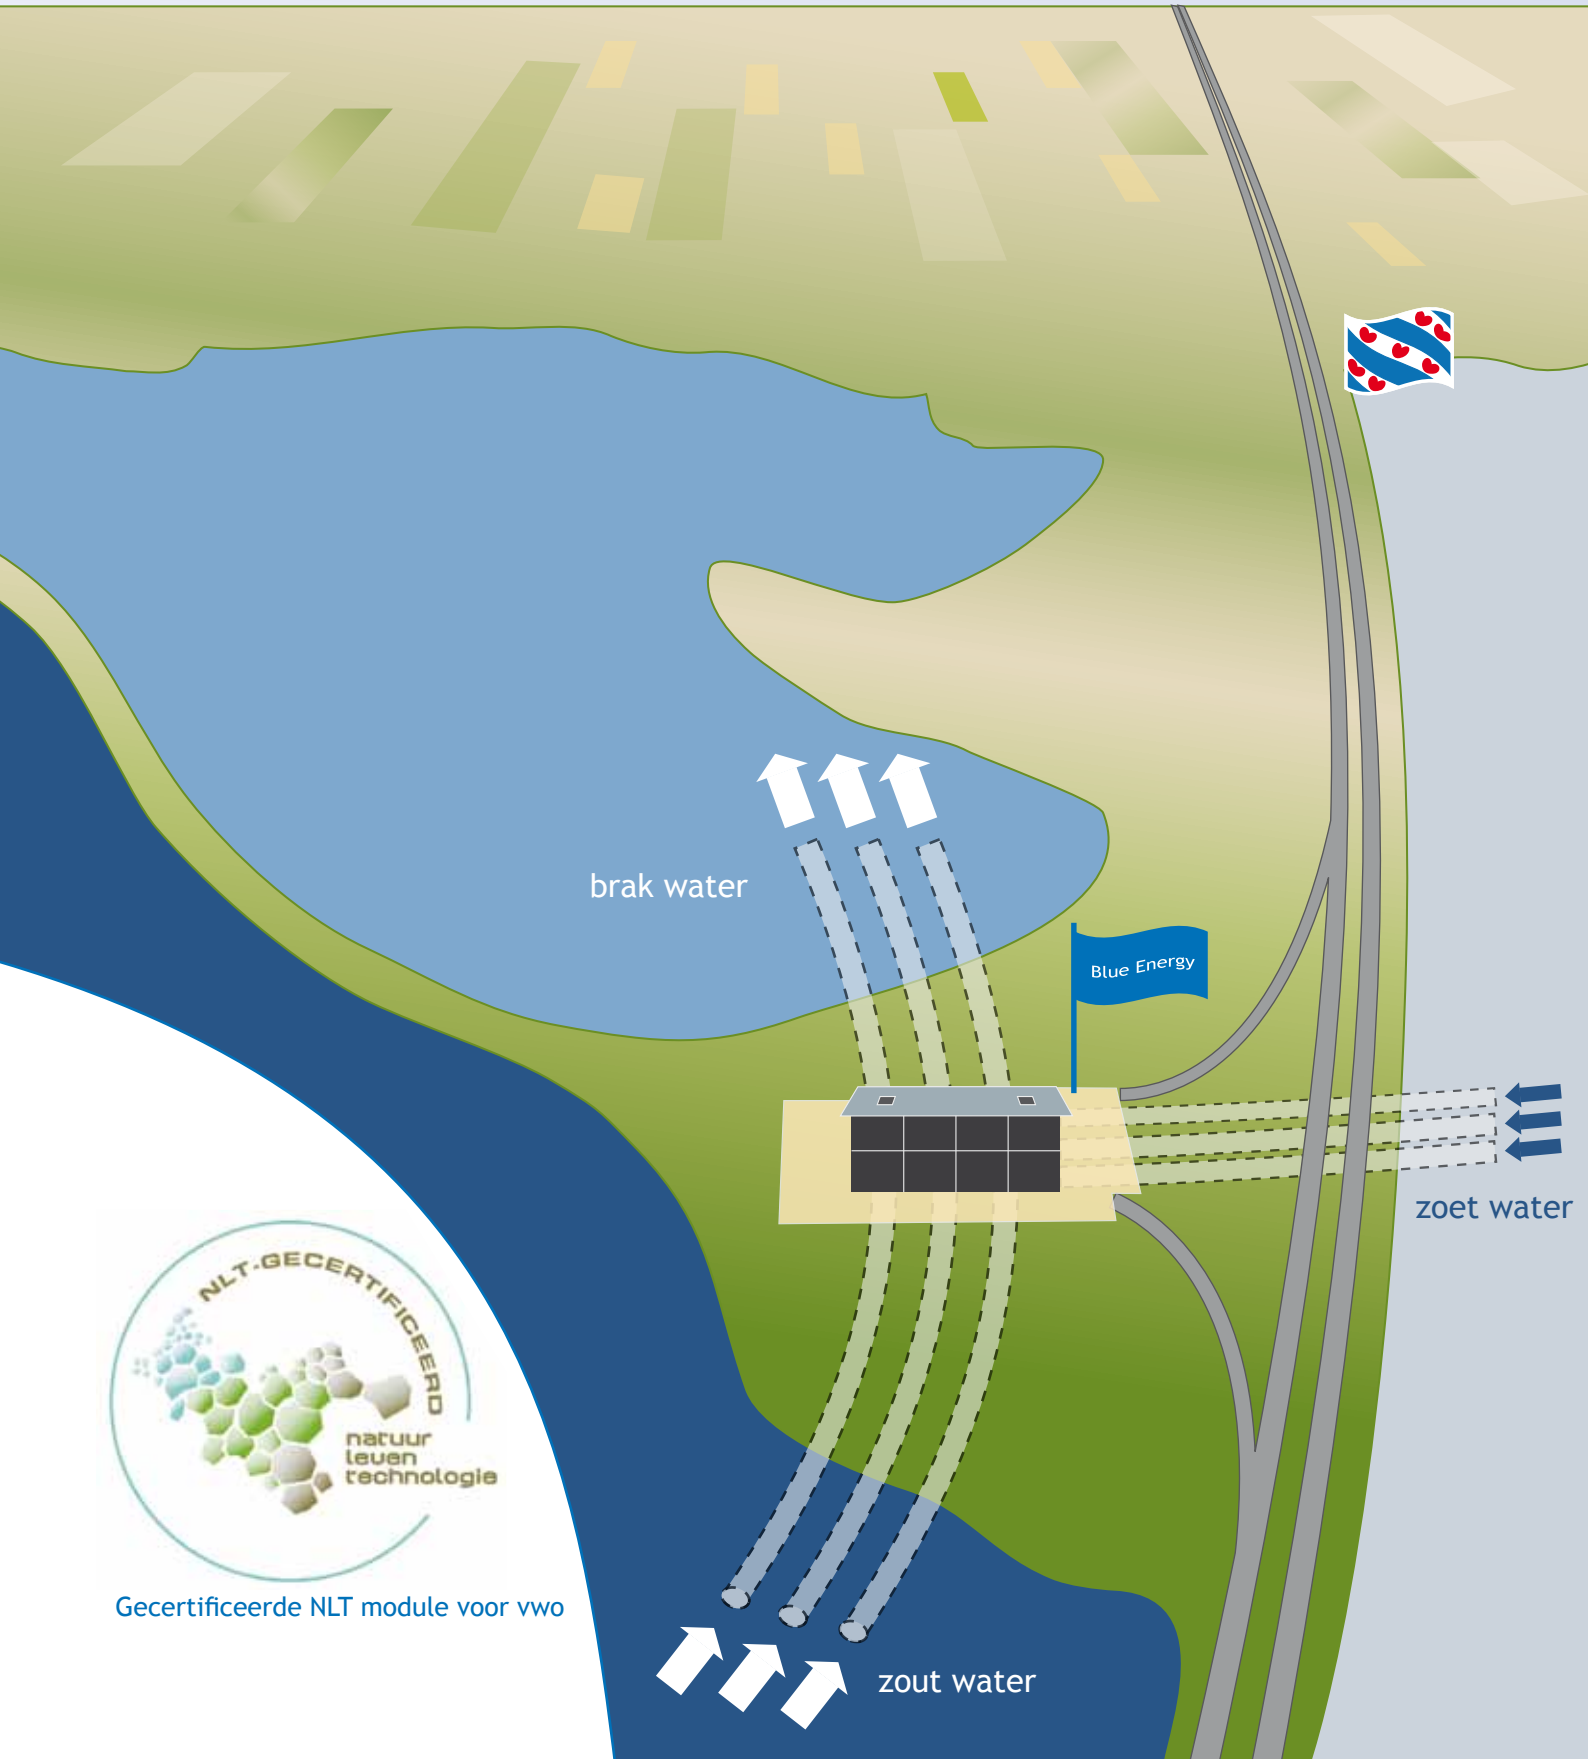 brak water
Blue Energy
zoet water
NLT-GECERTIFICEERD
natuur
leven
technologie
Gecertificeerde NLT module voor vwo
zout water